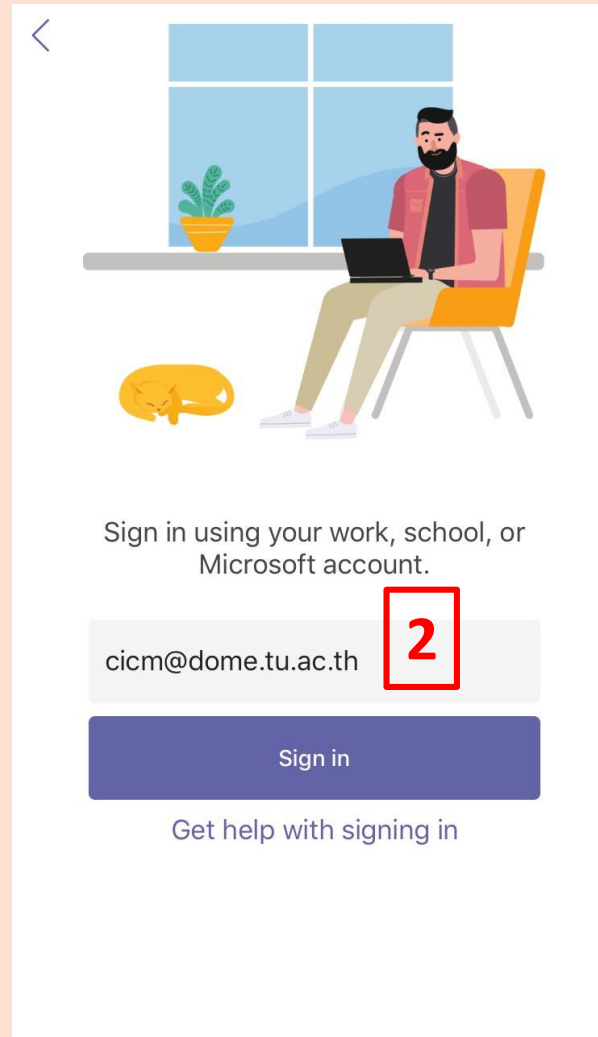 Sign in using your work, school, or
Microsoft account.
2
cicm@dome.tu.ac.th
Sign in
Get help with signing in